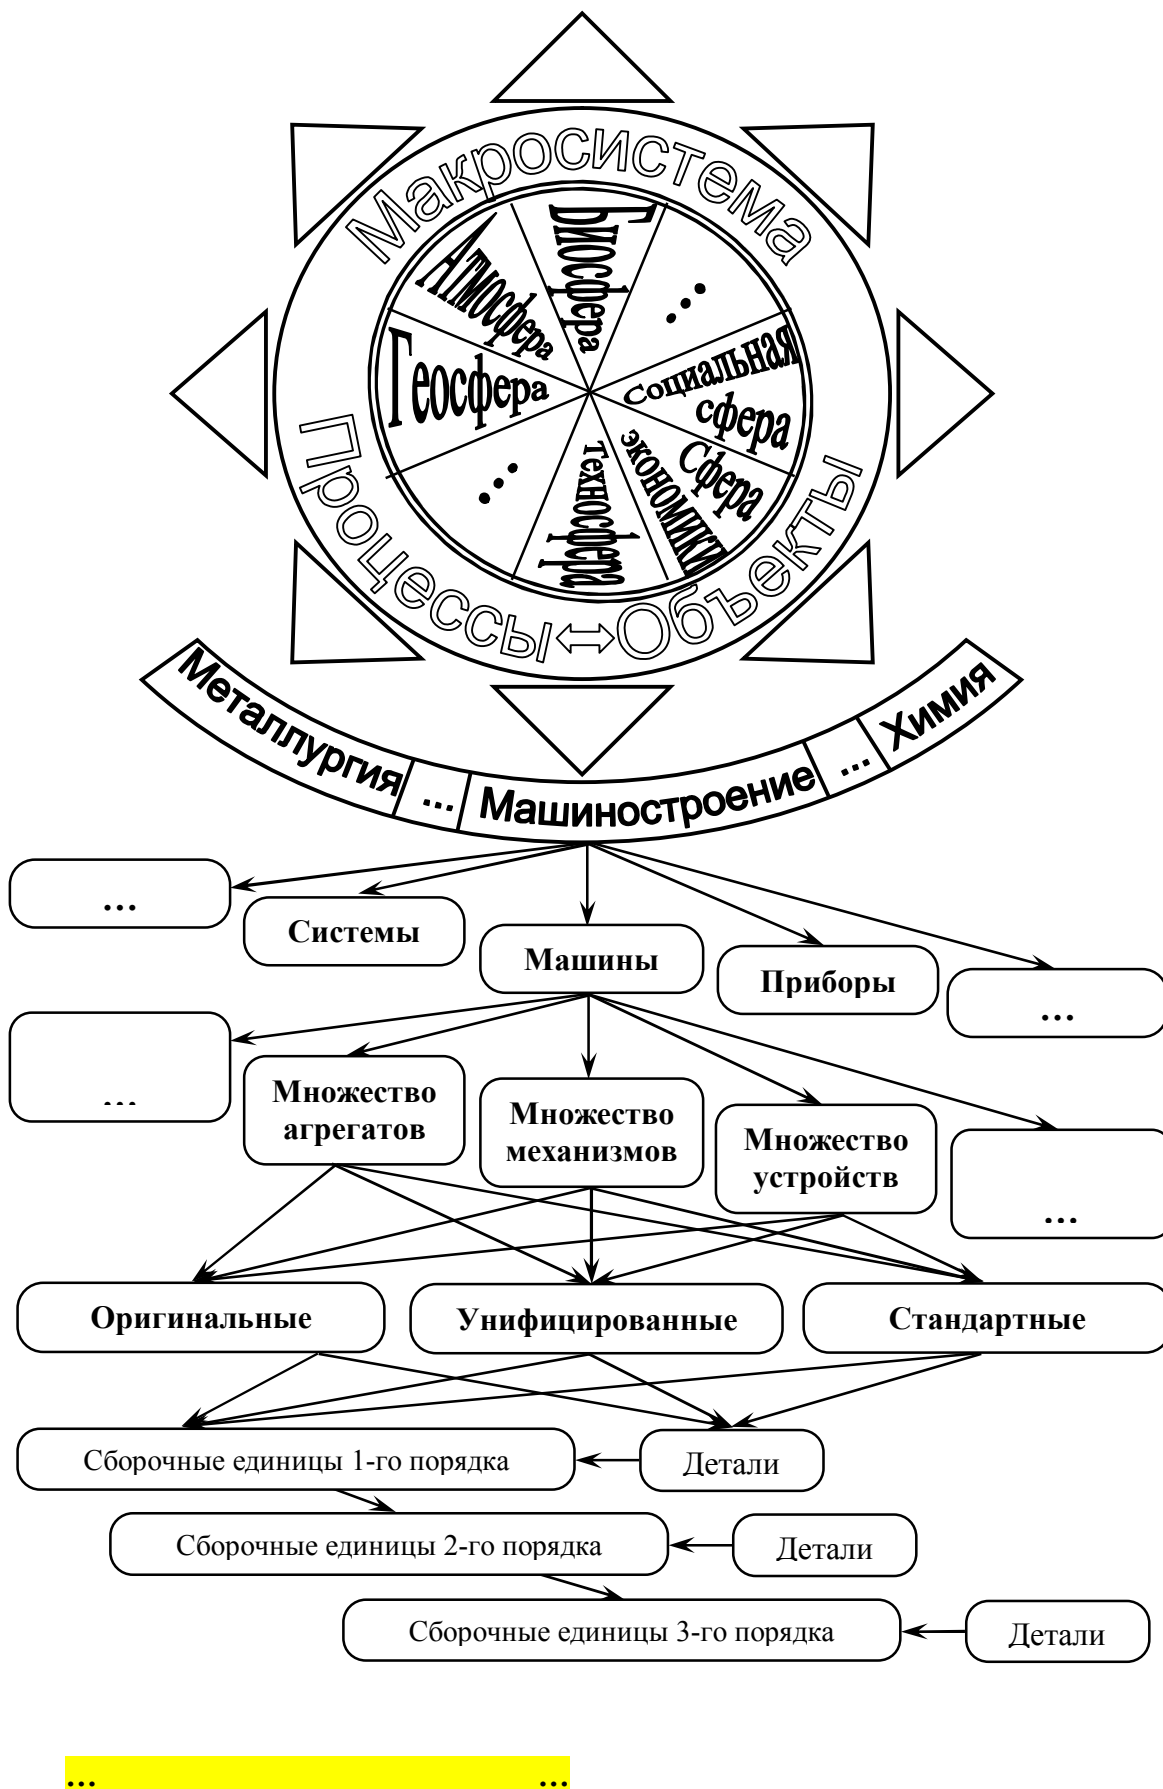 Макросистема
Биосфера
Атмосфера
...
Геосфера
Социальная
сфера
Сфера
экономики
...
Техносфера
Процессы ⇔ Объекты
Металлургия ... Машиностроение ... Химия
...
Системы
Машины
Приборы
...
...
Множество
агрегатов
Множество
механизмов
Множество
устройств
...
Оригинальные
Унифицированные
Стандартные
Сборочные единицы 1-го порядка
Детали
Сборочные единицы 2-го порядка
Детали
Сборочные единицы 3-го порядка
Детали
... ...